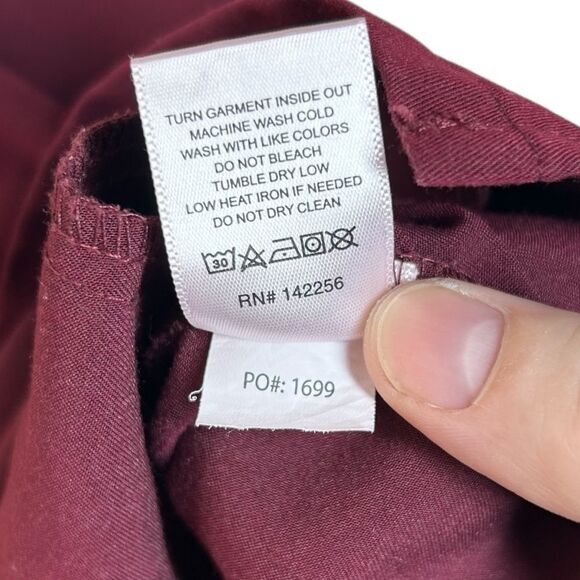 TURN GARMENT INSIDE OUT
MACHINE WASH COLD
WASH WITH LIKE COLORS
DO NOT BLEACH
TUMBLE DRY LOW
LOW HEAT IRON IF NEEDED
DO NOT DRY CLEAN
30
RN# 142256
PO#: 1699